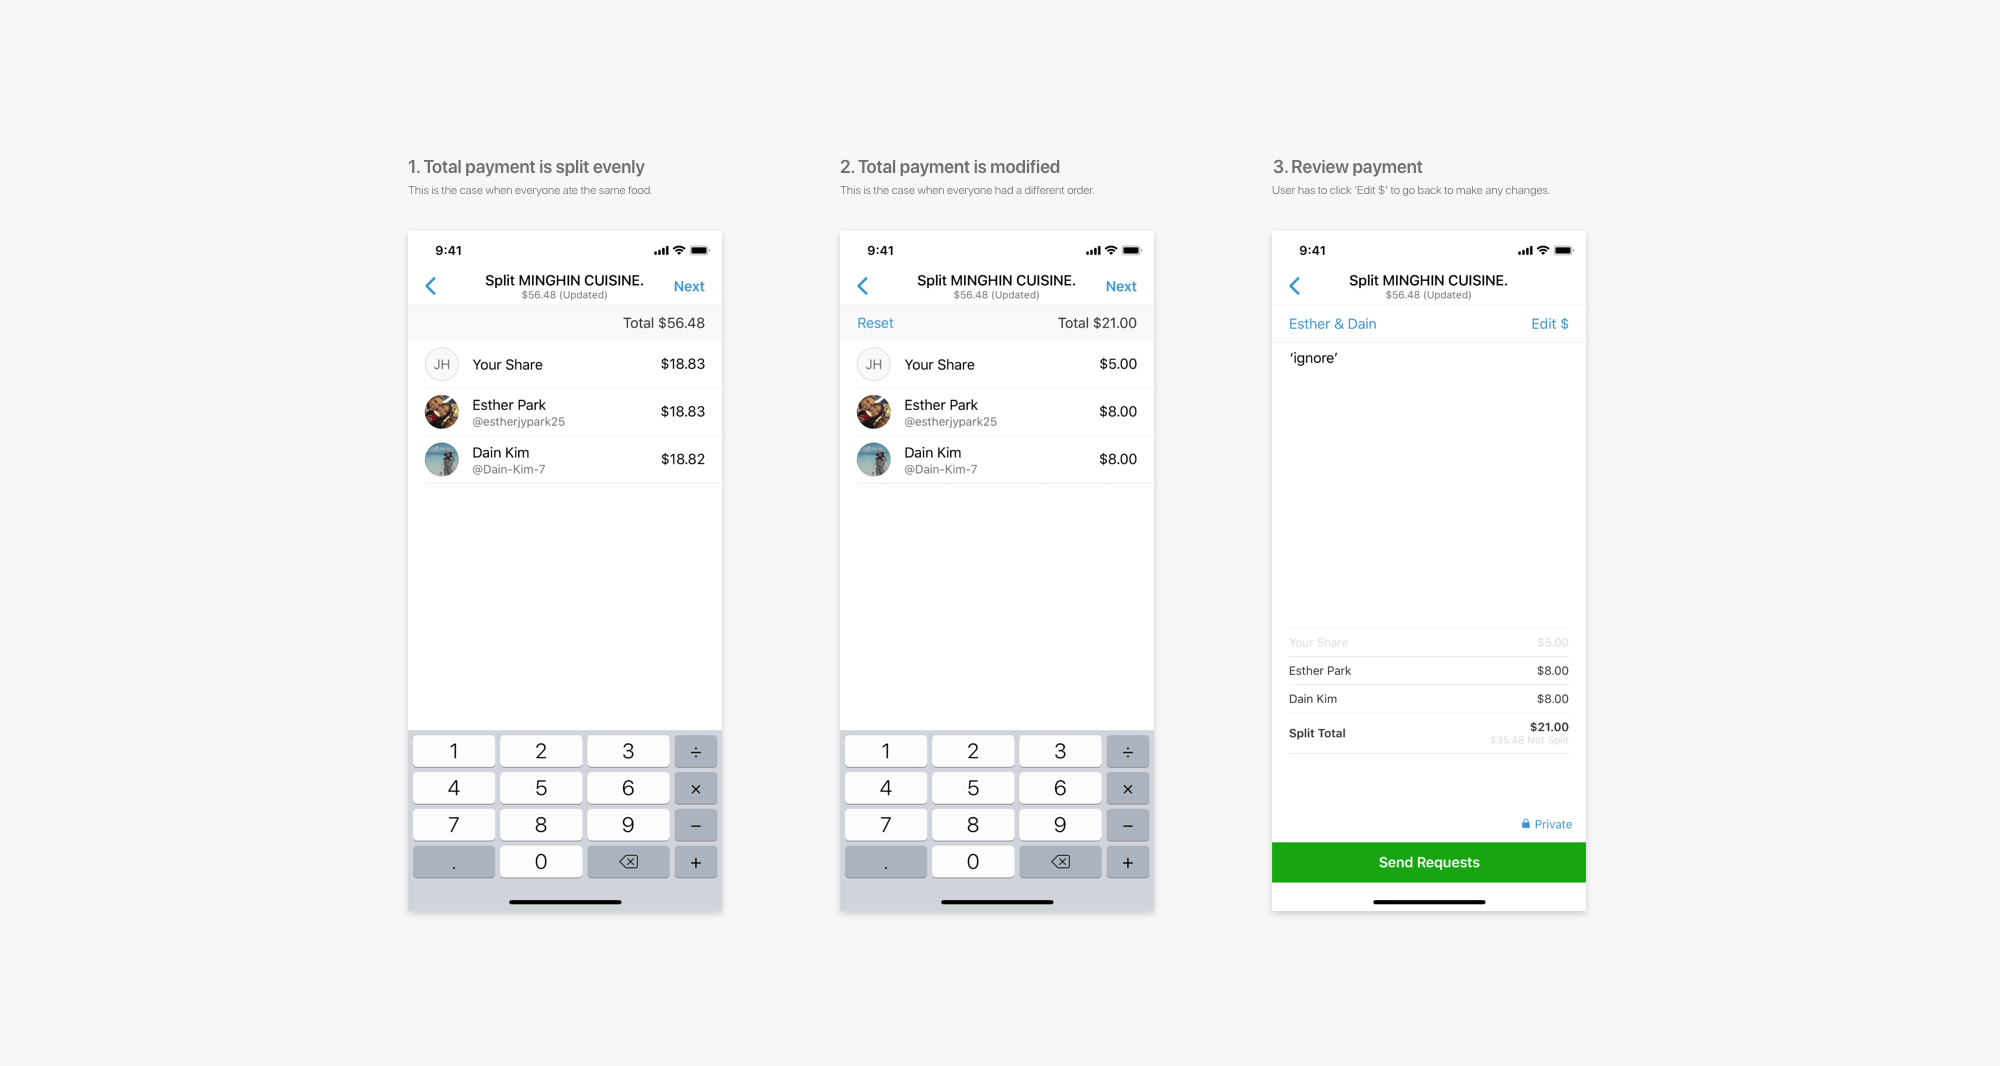 1. Total payment is split evenly
This is the case when everyone ate the same food.
9:41
Split MINGHIN CUISINE.
$56.48 (Updated)
Next
Total $56.48
JH
Your Share
$18.83
Esther Park
@estherjypark25
$18.83
Dain Kim
@Dain-Kim-7
$18.82
1 2 3 ÷
4 5 6 ×
7 8 9 −
. 0 +
2. Total payment is modified
This is the case when everyone had a different order.
9:41
Split MINGHIN CUISINE.
$56.48 (Updated)
Next
Reset
Total $21.00
JH
Your Share
$5.00
Esther Park
@estherjypark25
$8.00
Dain Kim
@Dain-Kim-7
$8.00
1 2 3 ÷
4 5 6 ×
7 8 9 −
. 0 +
3. Review payment
User has to click ‘Edit $’ to go back to make any changes.
9:41
Split MINGHIN CUISINE.
$56.48 (Updated)
Esther & Dain
Edit $
‘ignore’
Your Share $5.00
Esther Park $8.00
Dain Kim $8.00
Split Total $21.00
$35.48 Not Split
Private
Send Requests